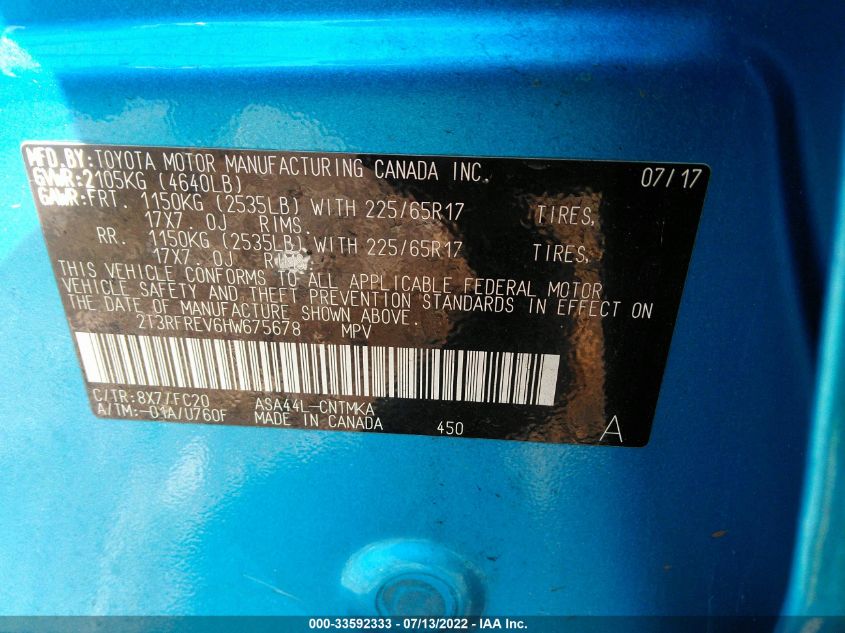 MFD.BY:TOYOTA MOTOR MANUFACTURING CANADA INC. 07/17
GVWR:2105KG (4640LB)
GAWR:FRT. 1150KG (2535LB) WITH 225/65R17 TIRES,
17X7. 0J RIMS.
RR. 1150KG (2535LB) WITH 225/65R17 TIRES,
17X7. 0J
THIS VEHICLE CONFORMS TO ALL APPLICABLE FEDERAL MOTOR
VEHICLE SAFETY AND THEFT PREVENTION STANDARDS IN EFFECT ON
THE DATE OF MANUFACTURE SHOWN ABOVE.
2T3RFREV6HW675678 MPV
C/TR:8X7/FC20 ASA44L-CNTMKA
A/TM:-01A/U760F MADE IN CANADA 450 A
000-33592333 - 07/13/2022 - IAA Inc.